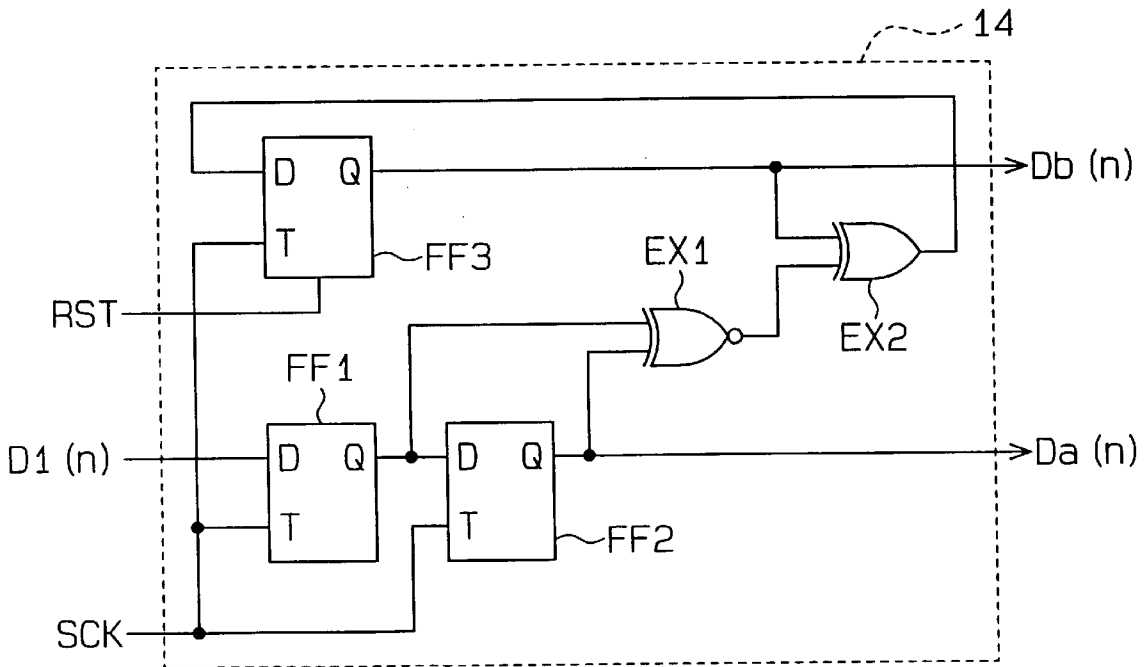 14
D Q Db (n)
T FF3 EX1
RST EX2
FF1
D1 (n) D Q D Q Da (n)
T T FF2
SCK